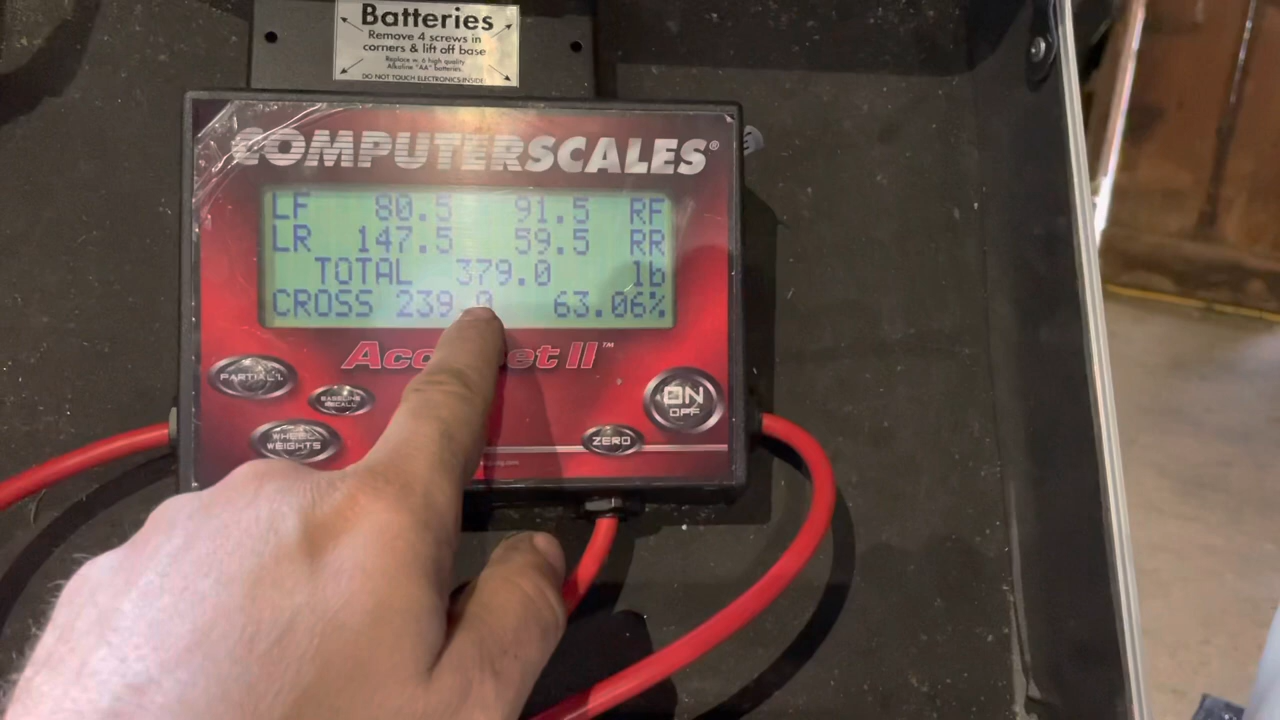 Batteries
Remove 4 screws in
corners & lift off base
Replace w. 6 high quality
Alkaline "AA" batteries.
DO NOT TOUCH ELECTRONICS INSIDE!
COMPUTERSCALES®
LF 80.5 91.5 RF
LR 147.5 59.5 RR
TOTAL 379.0 lb
CROSS 239.0 63.06%
II™
PARTIAL %
BASELINE
RECALL
ON
OFF
WHEEL
WEIGHTS
ZERO